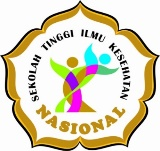 SEKOLAH TINGGI ILMU KESEHATAN
NASIONAL